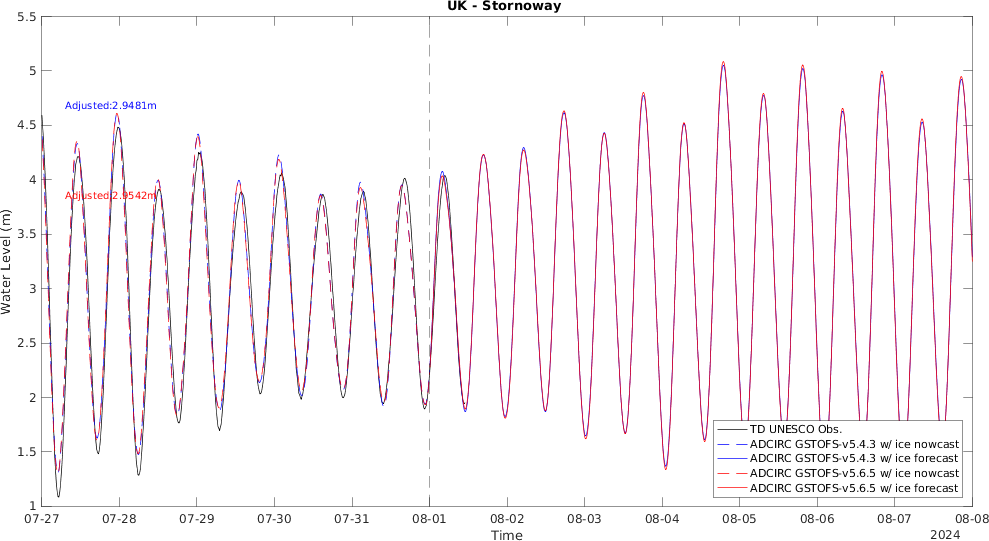 UK - Stornoway
5.5
5
4.5
4
3.5
3
2.5
2
1.5
1
Water Level (m)
Adjusted:2.9481m
Adjusted:2.9542m
TD UNESCO Obs.
ADCIRC GSTOFS-v5.4.3 w/ ice nowcast
ADCIRC GSTOFS-v5.4.3 w/ ice forecast
ADCIRC GSTOFS-v5.6.5 w/ ice nowcast
ADCIRC GSTOFS-v5.6.5 w/ ice forecast
07-27 07-28 07-29 07-30 07-31 08-01 08-02 08-03 08-04 08-05 08-06 08-07 08-08
Time
2024